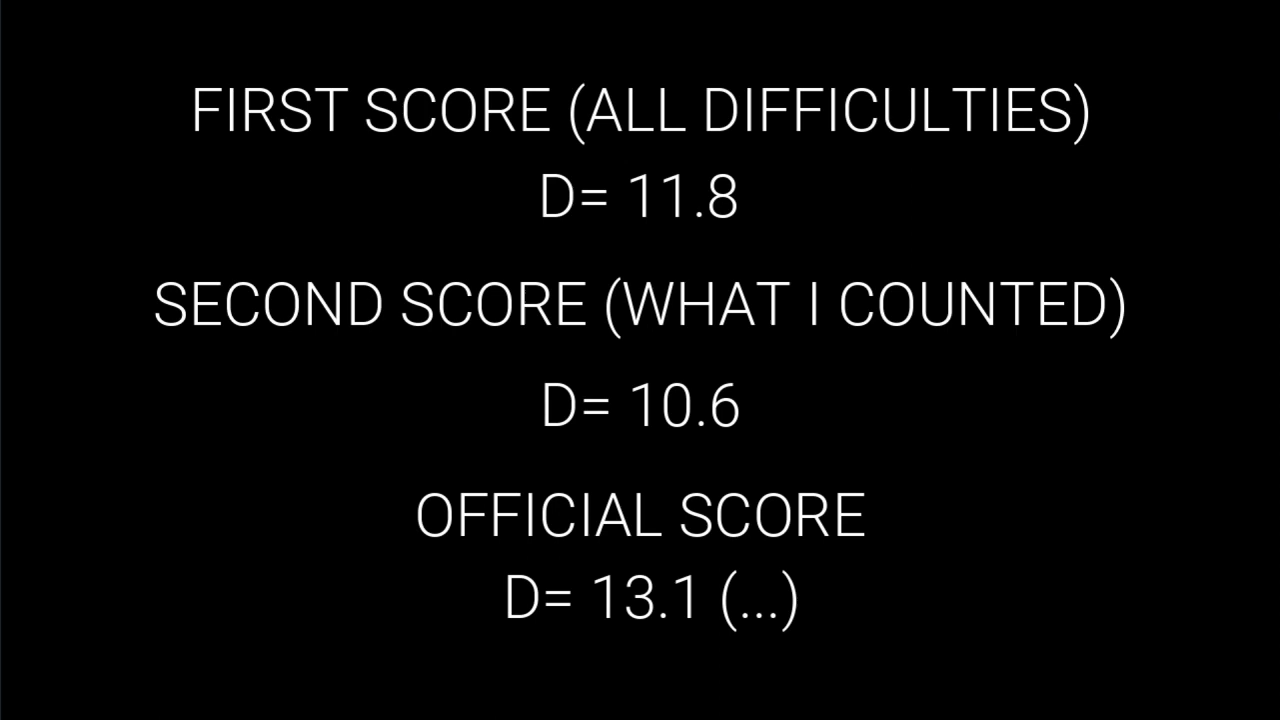 FIRST SCORE (ALL DIFFICULTIES)
D= 11.8
SECOND SCORE (WHAT I COUNTED)
D= 10.6
OFFICIAL SCORE
D= 13.1 (...)